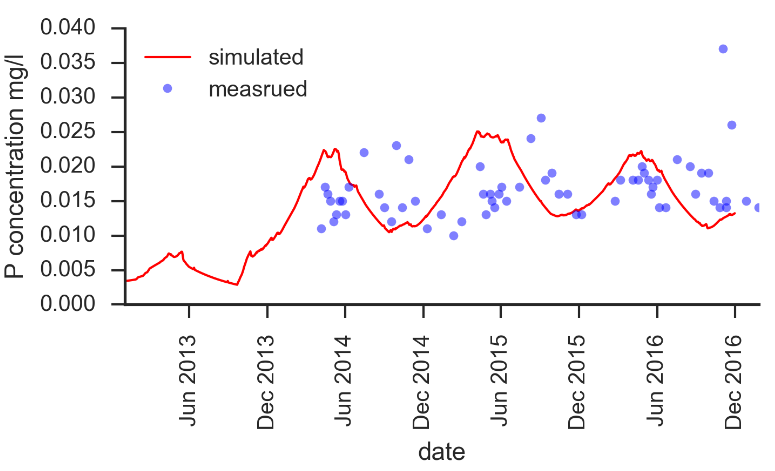 0.040
0.035
0.030
0.025
0.020
0.015
0.010
0.005
0.000
P concentration mg/l
simulated
measrued
Jun 2013
Dec 2013
Jun 2014
Dec 2014
Jun 2015
Dec 2015
Jun 2016
Dec 2016
date